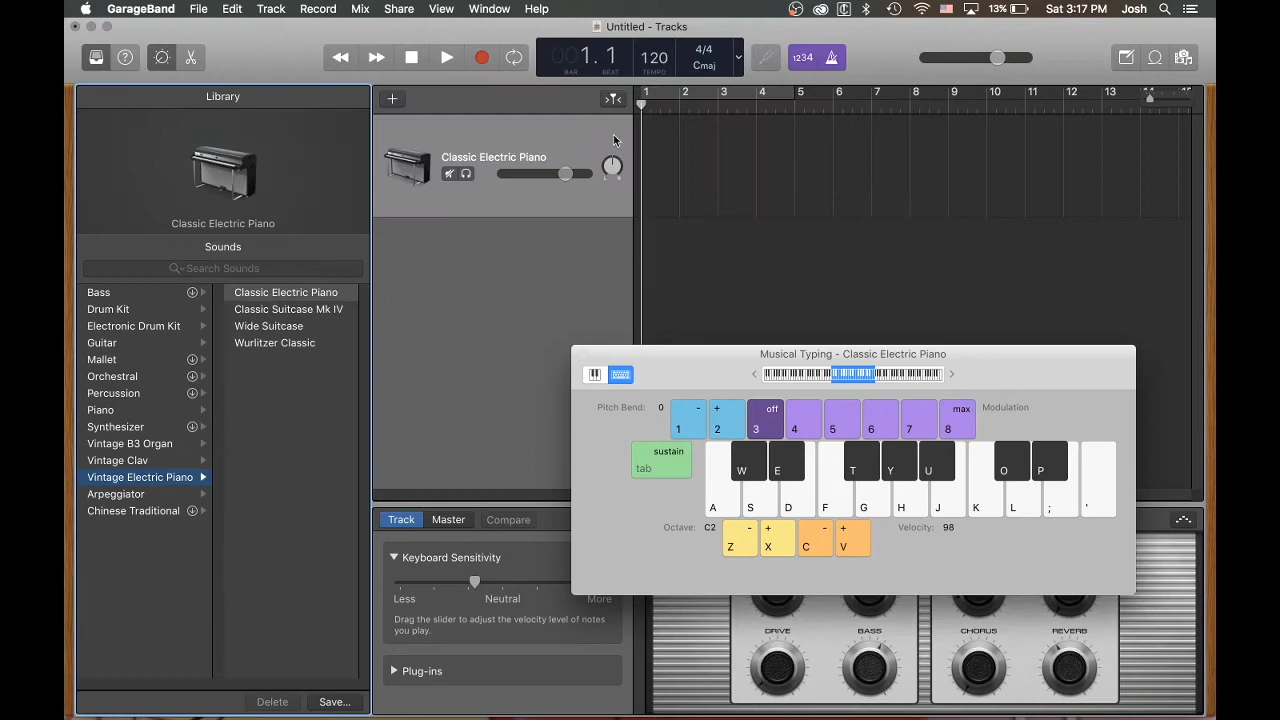 GarageBand File Edit Track Record Mix Share View Window Help 13% Sat 3:17 PM Josh
Untitled - Tracks
001. 1 120 4/4 Cmaj 1234
BAR BEAT TEMPO
Library
1 2 3 4 5 6 7 8 9 10 11 12 13 14 15
Classic Electric Piano
L R
Classic Electric Piano
Sounds
Search Sounds
Bass
Drum Kit
Electronic Drum Kit
Guitar
Mallet
Orchestral
Percussion
Piano
Synthesizer
Vintage B3 Organ
Vintage Clav
Vintage Electric Piano
Arpeggiator
Chinese Traditional
Classic Electric Piano
Classic Suitcase Mk IV
Wide Suitcase
Wurlitzer Classic
Delete Save...
Musical Typing - Classic Electric Piano
Pitch Bend: 0 - + off max Modulation
1 2 3 4 5 6 7 8
sustain
tab
W E T Y U O P
A S D F G H J K L ; '
Octave: C2 - + - + Velocity: 98
Z X C V
Track Master Compare
Keyboard Sensitivity
Less Neutral More
Drag the slider to adjust the velocity level of notes
you play.
Plug-ins
DRIVE BASS CHORUS REVERB